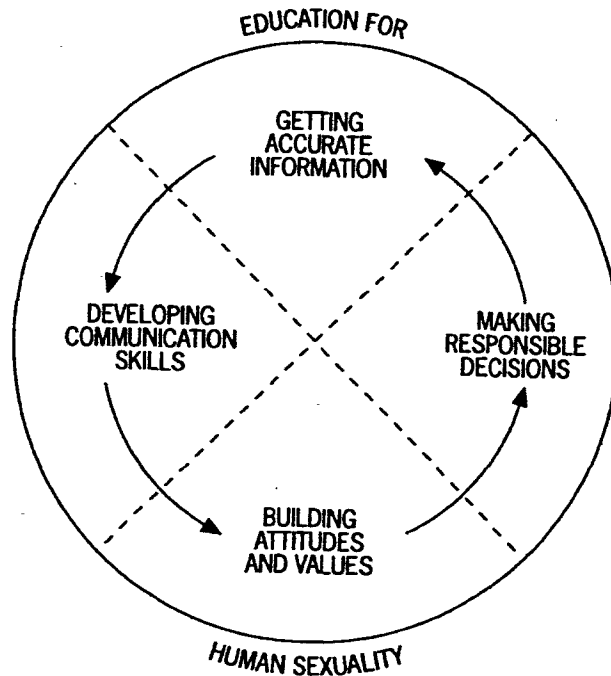 EDUCATION FOR
GETTING
ACCURATE
INFORMATION
DEVELOPING
COMMUNICATION
SKILLS
MAKING
RESPONSIBLE
DECISIONS
BUILDING
ATTITUDES
AND VALUES
HUMAN SEXUALITY